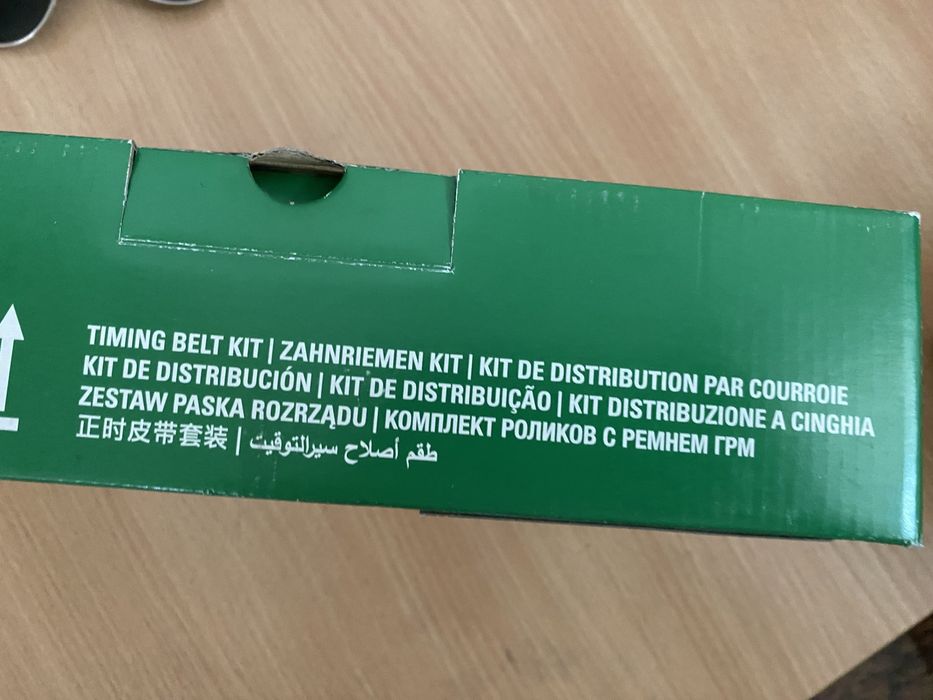 TIMING BELT KIT | ZAHNRIEMEN KIT | KIT DE DISTRIBUTION PAR COURROIE
KIT DE DISTRIBUCIÓN | KIT DE DISTRIBUIÇÃO | KIT DISTRIBUZIONE A CINGHIA
ZESTAW PASKA ROZRZĄDU | КОМПЛЕКТ РОЛИКОВ С РЕМНЕМ ГРМ
正时皮带套装 | طقم أصلاح سيرالتوقيت